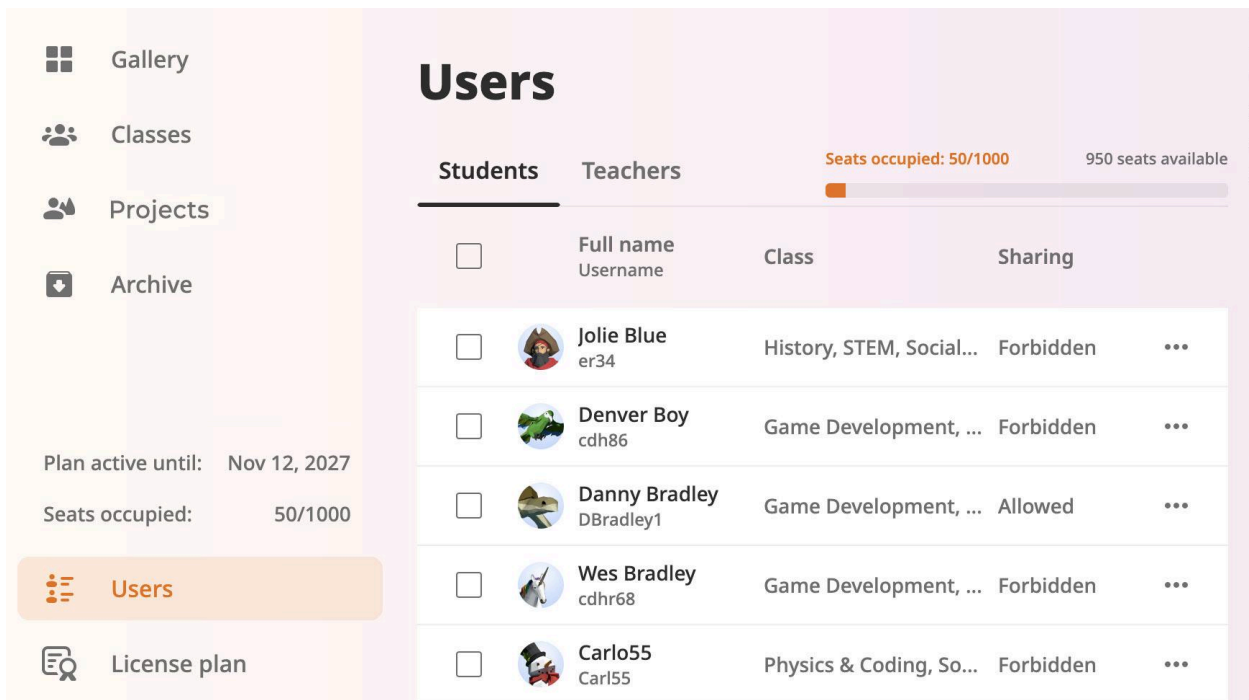 Gallery
Classes
Projects
Archive
Plan active until: Nov 12, 2027
Seats occupied: 50/1000
Users
License plan
Users
Students Teachers
Seats occupied: 50/1000 950 seats available
Full name
Username
Class
Sharing
Jolie Blue
er34
History, STEM, Social... Forbidden
Denver Boy
cdh86
Game Development, ... Forbidden
Danny Bradley
DBradley1
Game Development, ... Allowed
Wes Bradley
cdhr68
Game Development, ... Forbidden
Carlo55
Carl55
Physics & Coding, So... Forbidden